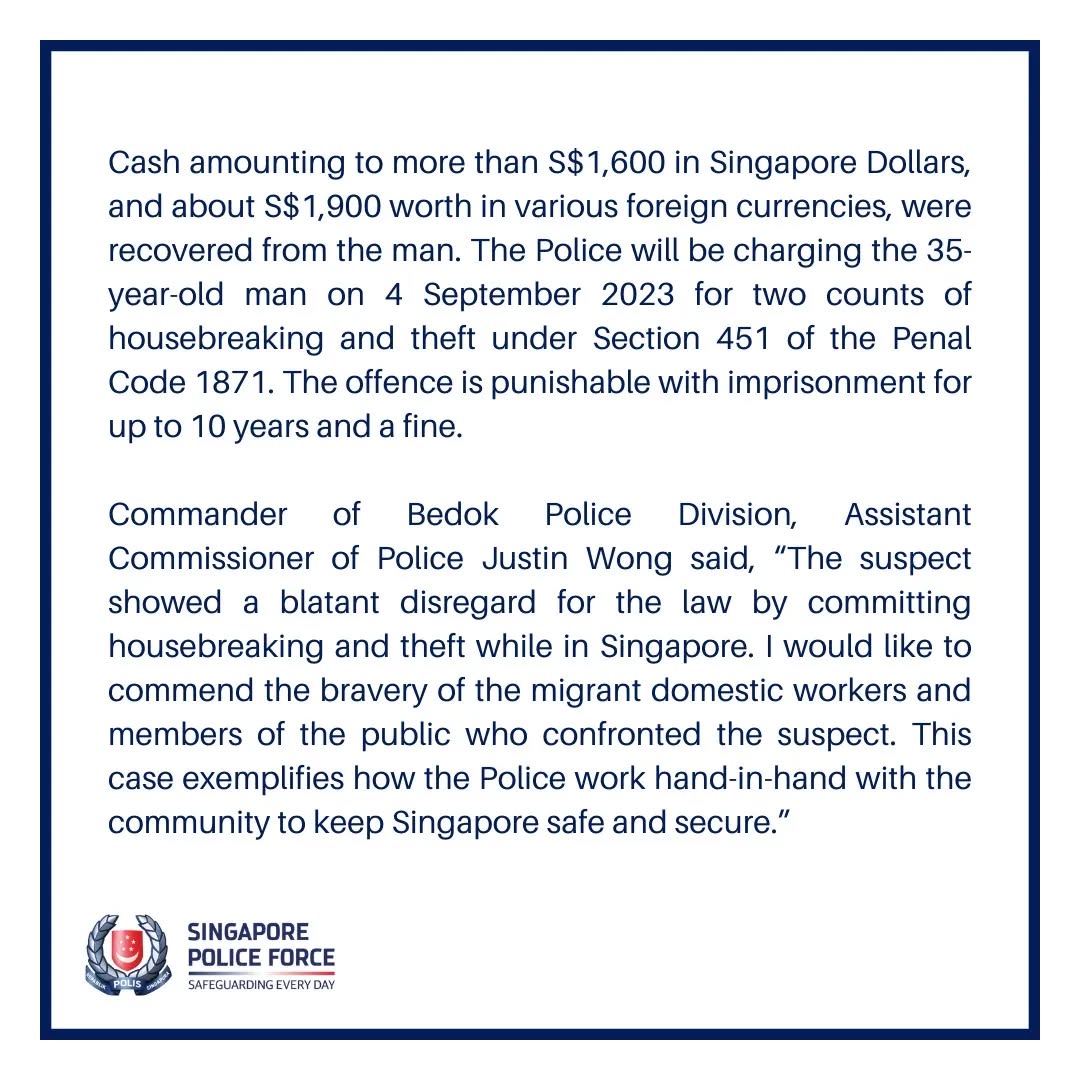 Cash amounting to more than S$1,600 in Singapore Dollars,
and about S$1,900 worth in various foreign currencies, were
recovered from the man. The Police will be charging the 35-
year-old man on 4 September 2023 for two counts of
housebreaking and theft under Section 451 of the Penal
Code 1871. The offence is punishable with imprisonment for
up to 10 years and a fine.
Commander of Bedok Police Division, Assistant
Commissioner of Police Justin Wong said, “The suspect
showed a blatant disregard for the law by committing
housebreaking and theft while in Singapore. I would like to
commend the bravery of the migrant domestic workers and
members of the public who confronted the suspect. This
case exemplifies how the Police work hand-in-hand with the
community to keep Singapore safe and secure.”
POLIS
SINGAPORE
POLICE FORCE
SAFEGUARDING EVERY DAY